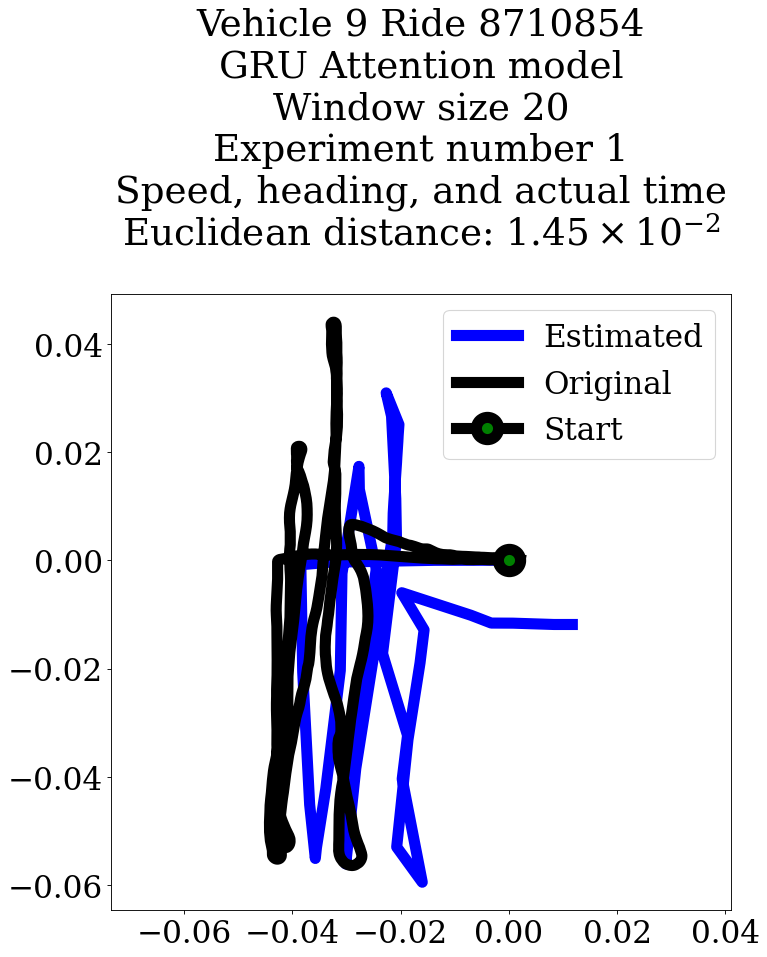 Vehicle 9 Ride 8710854
GRU Attention model
Window size 20
Experiment number 1
Speed, heading, and actual time
Euclidean distance: 1.45 × 10⁻²
Estimated
Original
Start
0.04
0.02
0.00
−0.02
−0.04
−0.06
−0.06 −0.04 −0.02 0.00 0.02 0.04